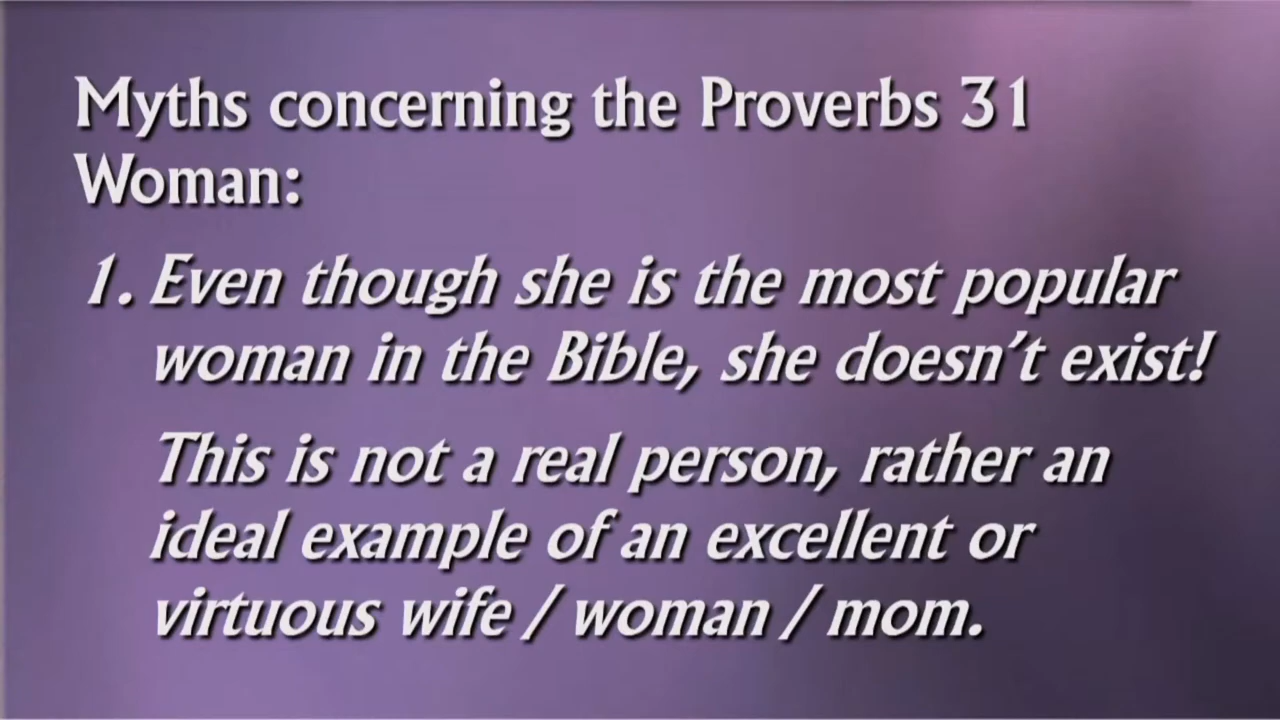 Myths concerning the Proverbs 31
Woman:
1. Even though she is the most popular
woman in the Bible, she doesn't exist!
This is not a real person, rather an
ideal example of an excellent or
virtuous wife / woman / mom.